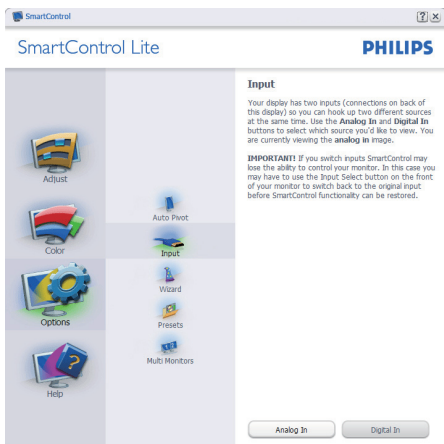 SmartControl
? ×
SmartControl Lite
PHILIPS
Adjust
Color
Options
Help
Auto Pivot
Input
Wizard
Presets
Multi Monitors
Input
Your display has two inputs (connections on back of
this display) so you can hook up two different sources
at the same time. Use the Analog In and Digital In
buttons to select which source you'd like to view. You
are currently viewing the analog in image.
IMPORTANT! If you switch inputs SmartControl may
lose the ability to control your monitor. In this case you
may have to use the Input Select button on the front
of your monitor to switch back to the original input
before SmartControl functionality can be restored.
Analog In
Digital In